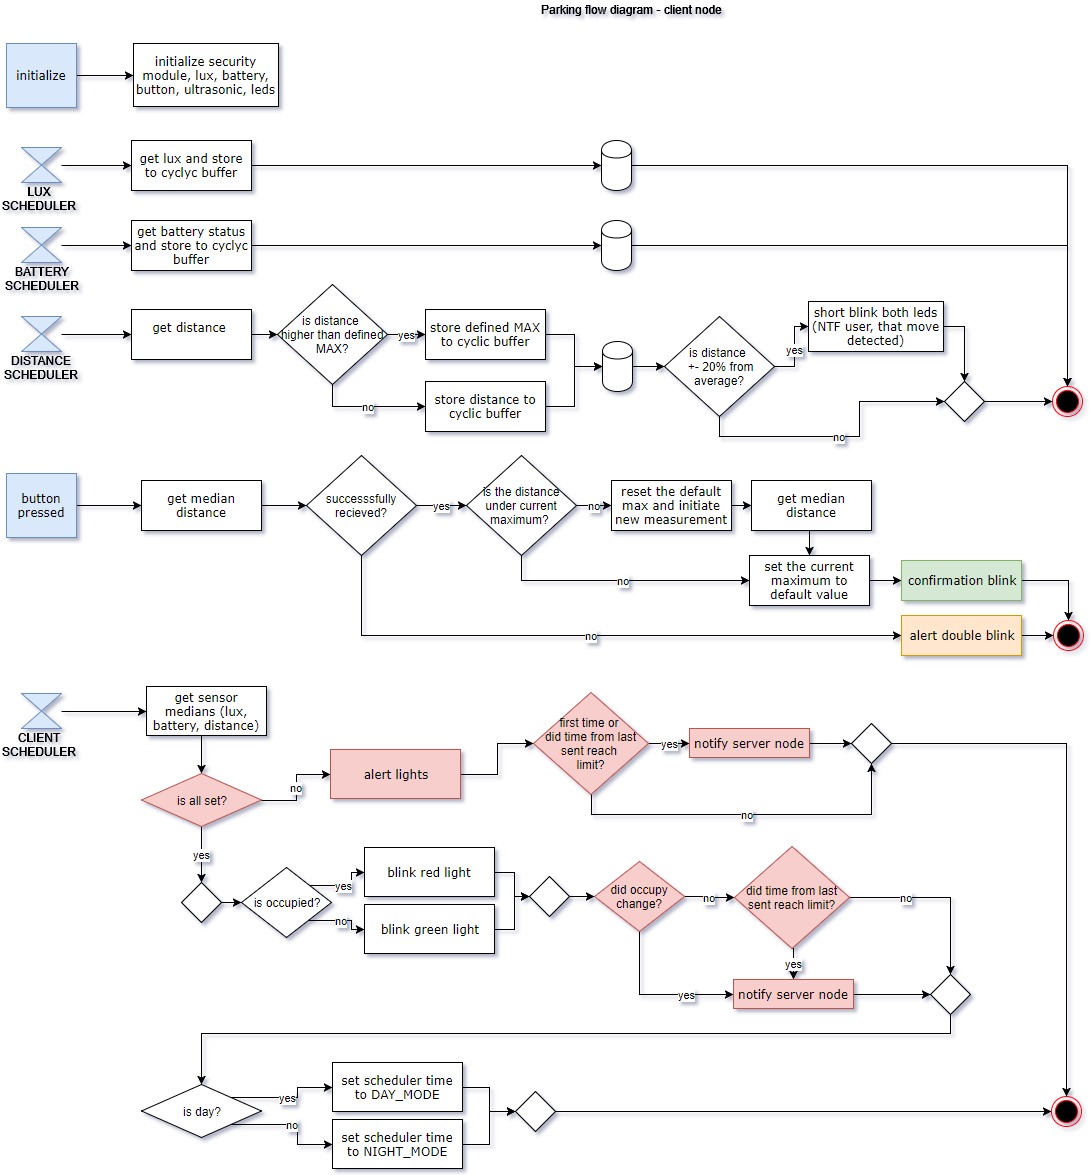 Parking flow diagram - client node
initialize
initialize security
module, lux, battery,
button, ultrasonic, leds
LUX
SCHEDULER
get lux and store
to cyclyc buffer
BATTERY
SCHEDULER
get battery status
and store to cyclyc
buffer
DISTANCE
SCHEDULER
get distance
is distance
higher than defined
MAX?
yes
no
store defined MAX
to cyclic buffer
store distance to
cyclic buffer
is distance
+- 20% from
average?
yes
no
short blink both leds
(NTF user, that move
detected)
button
pressed
get median
distance
successsfully
recieved?
yes
no
is the distance
under current
maximum?
no
no
reset the default
max and initiate
new measurement
get median
distance
set the current
maximum to
default value
confirmation blink
alert double blink
CLIENT
SCHEDULER
get sensor
medians (lux,
battery, distance)
is all set?
no
yes
alert lights
first time or
did time from last
sent reach
limit?
yes
no
notify server node
is occupied?
yes
no
blink red light
blink green light
did occupy
change?
no
yes
did time from last
sent reach limit?
no
yes
notify server node
is day?
yes
no
set scheduler time
to DAY_MODE
set scheduler time
to NIGHT_MODE